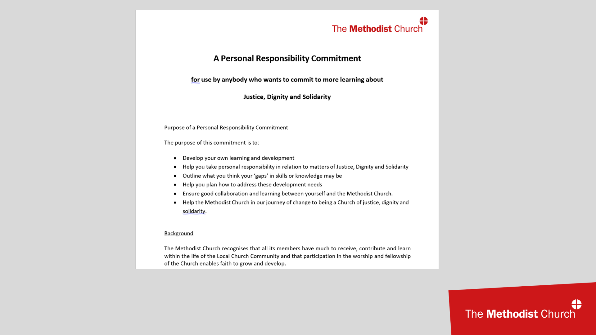 The Methodist Church
A Personal Responsibility Commitment
for use by anybody who wants to commit to more learning about
Justice, Dignity and Solidarity
Purpose of a Personal Responsibility Commitment
The purpose of this commitment is to:
• Develop your own learning and development
• Help you take personal responsibility in relation to matters of Justice, Dignity and Solidarity
• Outline what you think your 'gaps' in skills or knowledge may be
• Help you plan how to address these development needs
• Ensure good collaboration and learning between yourself and the Methodist Church.
• Help the Methodist Church in our journey of change to being a Church of justice, dignity and
solidarity.
Background
The Methodist Church recognises that all its members have much to receive, contribute and learn
within the life of the Local Church Community and that participation in the worship and fellowship
of the Church enables faith to grow and develop.
The Methodist Church